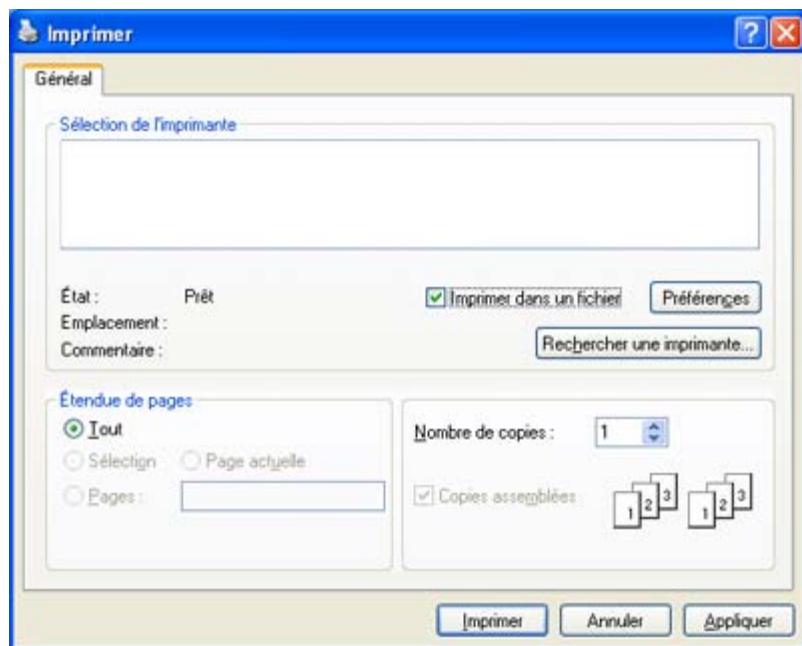 Imprimer
Général
Sélection de l'imprimante
État : Prêt
Imprimer dans un fichier
Préférences
Emplacement :
Commentaire :
Rechercher une imprimante...
Étendue de pages
Tout
Sélection Page actuelle
Pages :
Nombre de copies : 1
Copies assemblées
1 2 3 1 2 3
Imprimer Annuler Appliquer